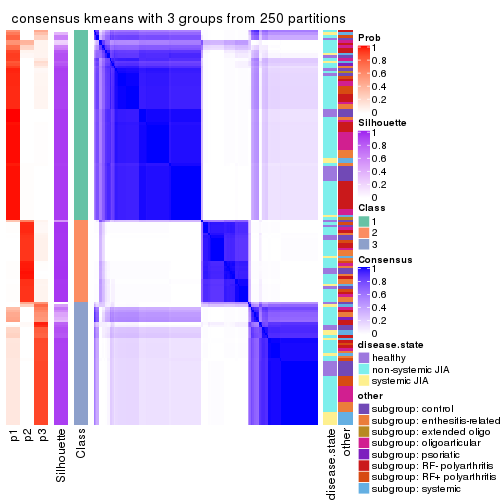 consensus kmeans with 3 groups from 250 partitions
Prob
1
0.8
0.6
0.4
0.2
0
Silhouette
1
0.8
0.6
0.4
0.2
0
Class
1
2
3
Consensus
1
0.8
0.6
0.4
0.2
0
disease.state
healthy
non-systemic JIA
systemic JIA
other
subgroup: control
subgroup: enthesitis-related
subgroup: extended oligo
subgroup: oligoarticular
subgroup: psoriatic
subgroup: RF- polyarthritis
subgroup: RF+ polyarthritis
subgroup: systemic
p1
p2
p3
Silhouette
Class
disease.state
other